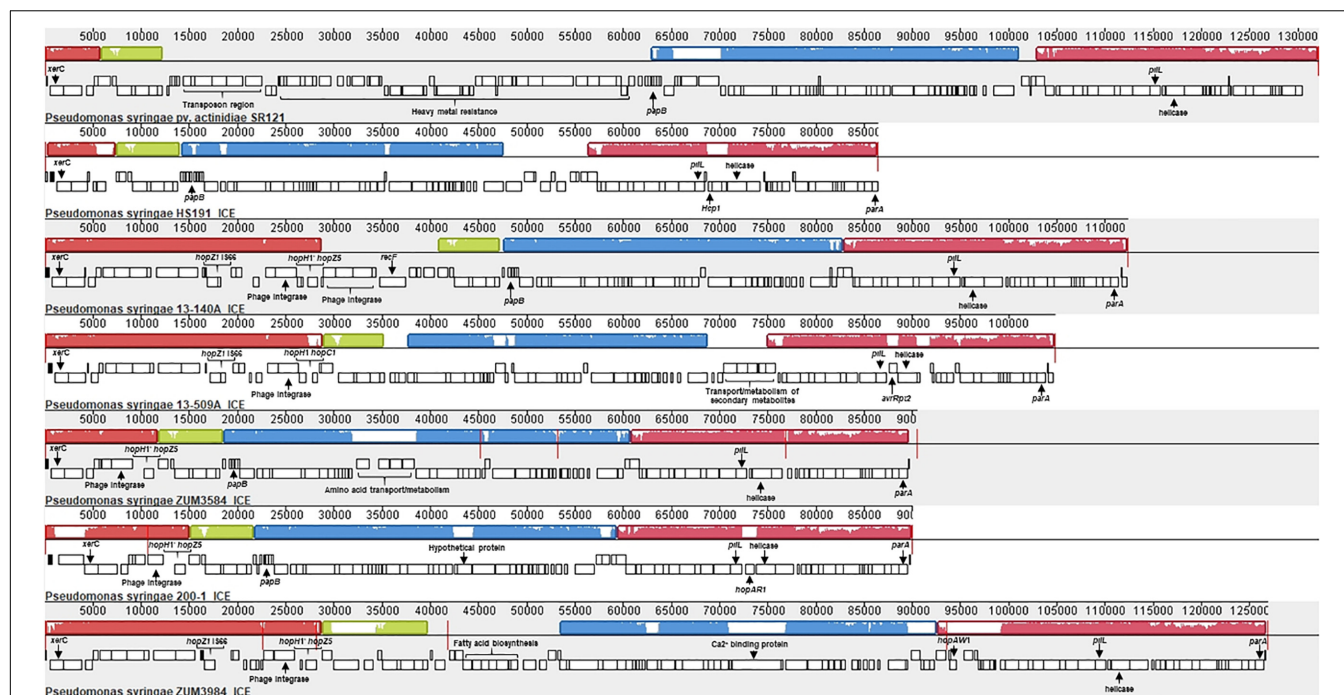 5000 10000 15000 20000 25000 30000 35000 40000 45000 50000 55000 60000 65000 70000 75000 80000 85000 90000 95000 100000 105000 110000 115000 120000 125000 130000
xerC
pilL
Transposon region
Heavy metal resistance
papB
helicase
Pseudomonas syringae pv. actinidiae SR121
5000 10000 15000 20000 25000 30000 35000 40000 45000 50000 55000 60000 65000 70000 75000 80000 85000
xerC
pilL
helicase
papB
Hcp1
parA
Pseudomonas syringae HS191 ICE
5000 10000 15000 20000 25000 30000 35000 40000 45000 50000 55000 60000 65000 70000 75000 80000 85000 90000 95000 100000 105000 110000
xerC
hopZ1 IS66
hopH1 hopZ5
recF
pilL
Phage integrase
Phage integrase
papB
helicase
parA
Pseudomonas syringae 13-140A ICE
5000 10000 15000 20000 25000 30000 35000 40000 45000 50000 55000 60000 65000 70000 75000 80000 85000 90000 95000 100000
xerC
hopZ1 IS66
hopH1 hopC1
pilL
helicase
Phage integrase
Transport/metabolism of
secondary metabolites
avrRpt2
parA
Pseudomonas syringae 13-509A ICE
5000 10000 15000 20000 25000 30000 35000 40000 45000 50000 55000 60000 65000 70000 75000 80000 85000 900
xerC
hopH1 hopZ5
pilL
Phage integrase
papB
Amino acid transport/metabolism
helicase
parA
Pseudomonas syringae ZUM3584 ICE
5000 10000 15000 20000 25000 30000 35000 40000 45000 50000 55000 60000 65000 70000 75000 80000 85000 900
xerC
hopH1 hopZ5
Hypothetical protein
pilL
helicase
parA
Phage integrase
papB
hopAR1
Pseudomonas syringae 200-1 ICE
5000 10000 15000 20000 25000 30000 35000 40000 45000 50000 55000 60000 65000 70000 75000 80000 85000 90000 95000 100000 105000 110000 115000 120000 125000
xerC
hopZ1 IS66
hopH1 hopZ5
Fatty acid biosynthesis
Ca2+ binding protein
hopAW1
pilL
parA
Phage integrase
helicase
Pseudomonas syringae ZUM3984 ICE